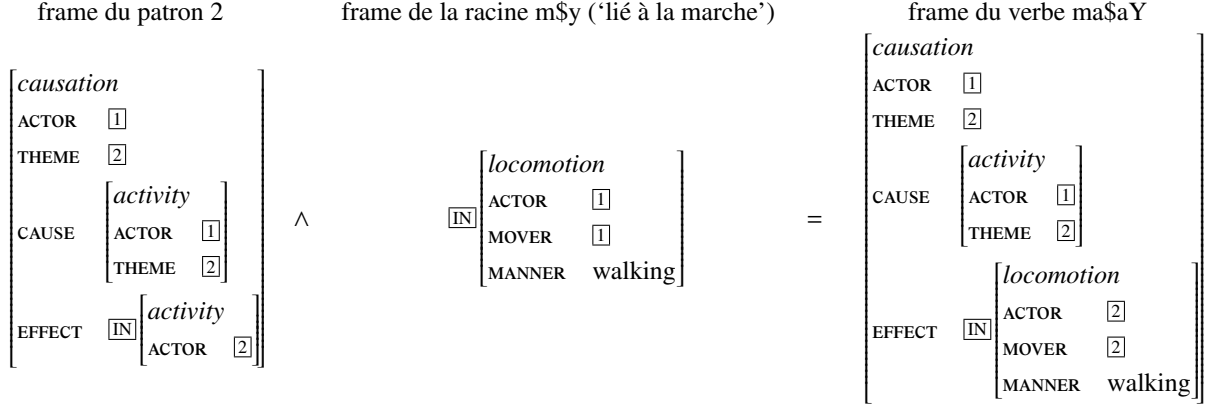 frame du patron 2
causation
ACTOR 1
THEME 2
CAUSE
activity
ACTOR 1
THEME 2
EFFECT IN
activity
ACTOR 2
∧
frame de la racine m$y (‘lié à la marche’)
IN
locomotion
ACTOR 1
MOVER 1
MANNER walking
=
frame du verbe ma$aY
causation
ACTOR 1
THEME 2
CAUSE
activity
ACTOR 1
THEME 2
EFFECT IN
locomotion
ACTOR 2
MOVER 2
MANNER walking